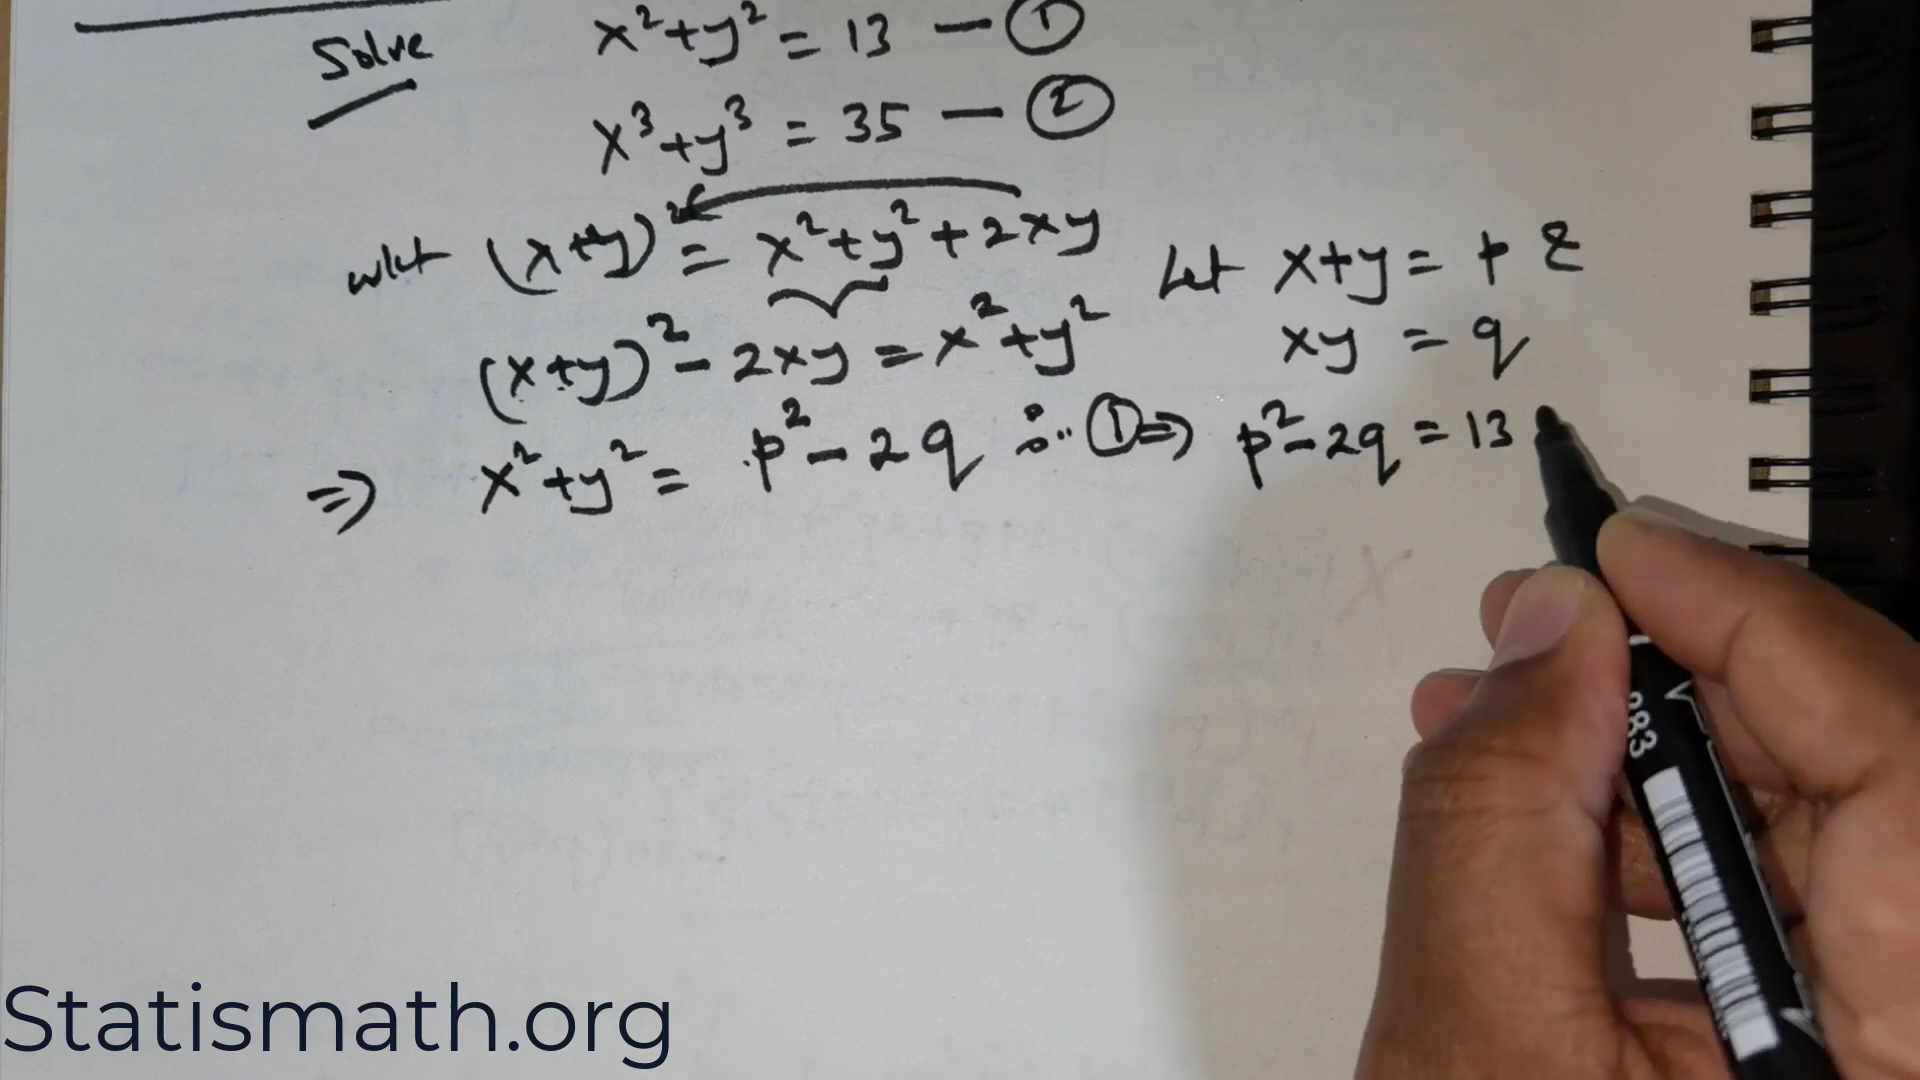 Solve x²+y² = 13 — ①
x³+y³ = 35 — ②
wkt (x+y)² = x²+y²+2xy Let x+y = p &
(x+y)² - 2xy = x²+y² xy = q
⇒ x²+y² = p² - 2q ∴ ①⇒ p²-2q = 13
083
Statismath.org